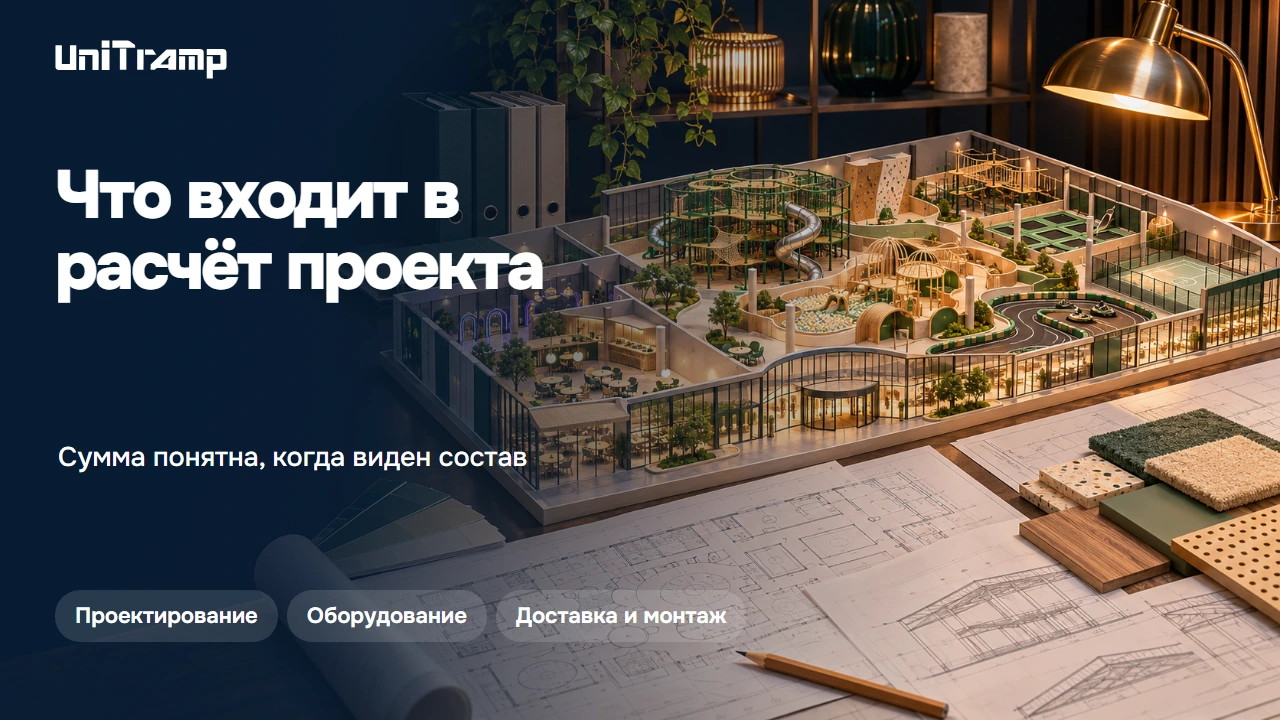 UniTramp
Что входит в
расчёт проекта
Сумма понятна, когда виден состав
Проектирование
Оборудование
Доставка и монтаж